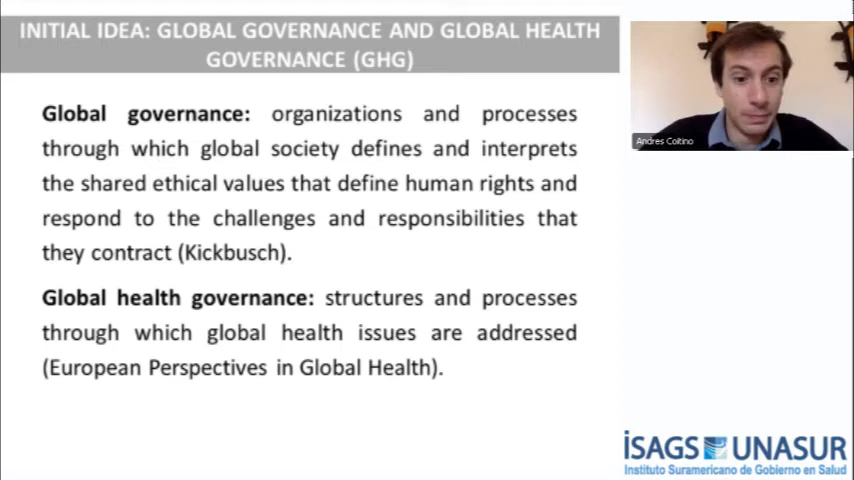 INITIAL IDEA: GLOBAL GOVERNANCE AND GLOBAL HEALTH
GOVERNANCE (GHG)
Global governance: organizations and processes
through which global society defines and interprets
the shared ethical values that define human rights and
respond to the challenges and responsibilities that
they contract (Kickbusch).
Global health governance: structures and processes
through which global health issues are addressed
(European Perspectives in Global Health).
Andres Coitino
iSAGS UNASUR
Instituto Suramericano de Gobierno en Salud